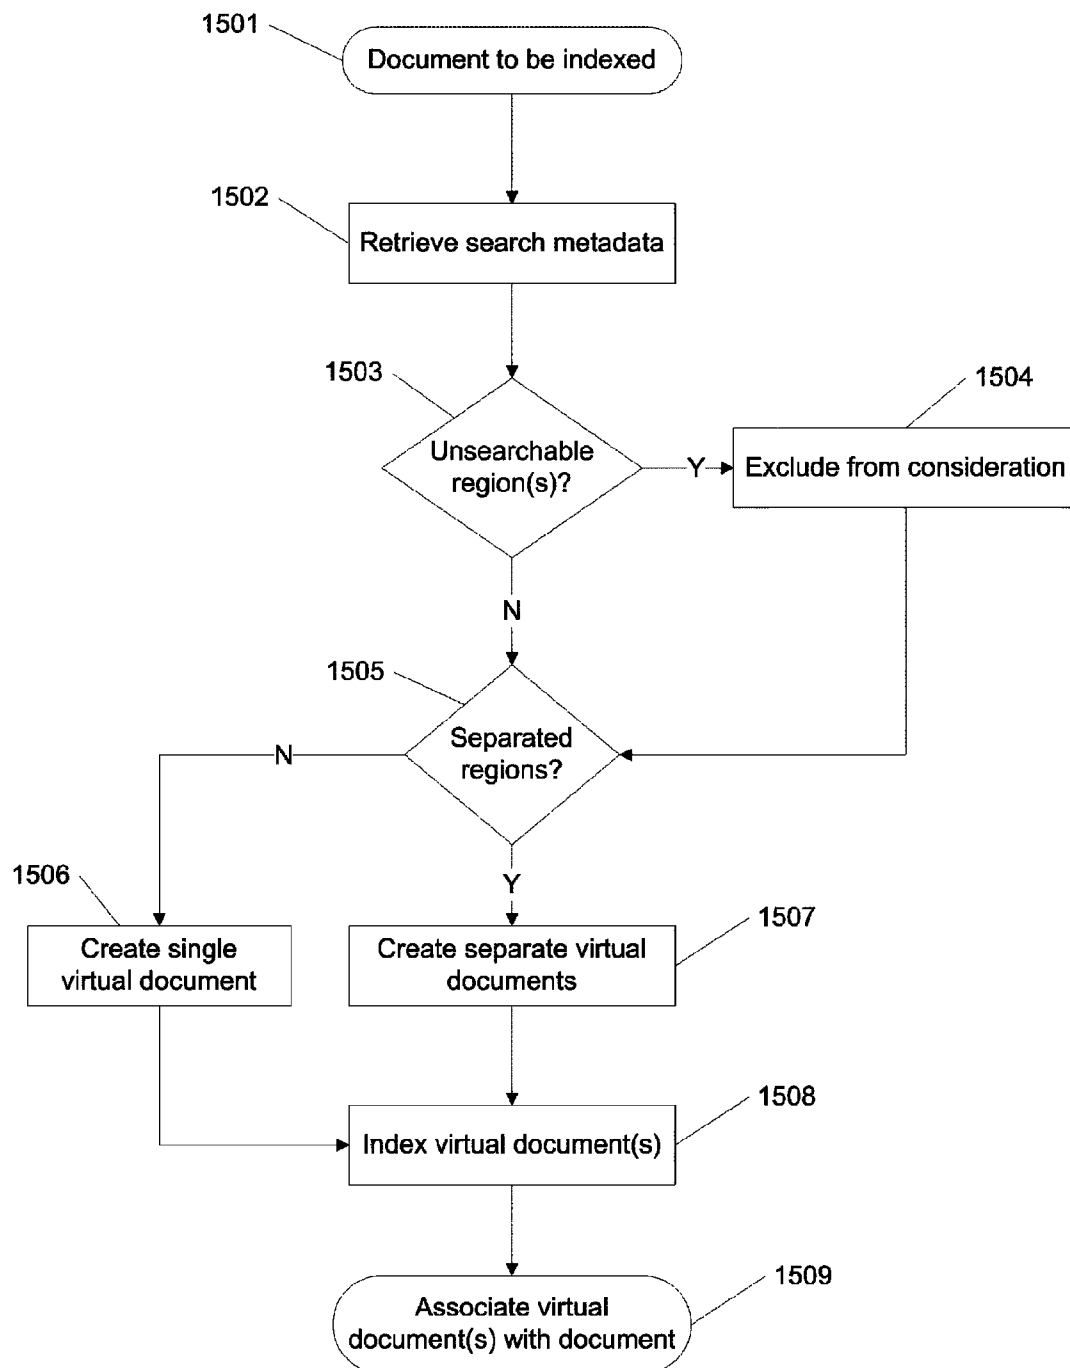 1501
Document to be indexed
1502
Retrieve search metadata
1503
Unsearchable
region(s)?
Y
1504
Exclude from consideration
N
1505
Separated
regions?
N
Y
1506
Create single
virtual document
1507
Create separate virtual
documents
1508
Index virtual document(s)
1509
Associate virtual
document(s) with document